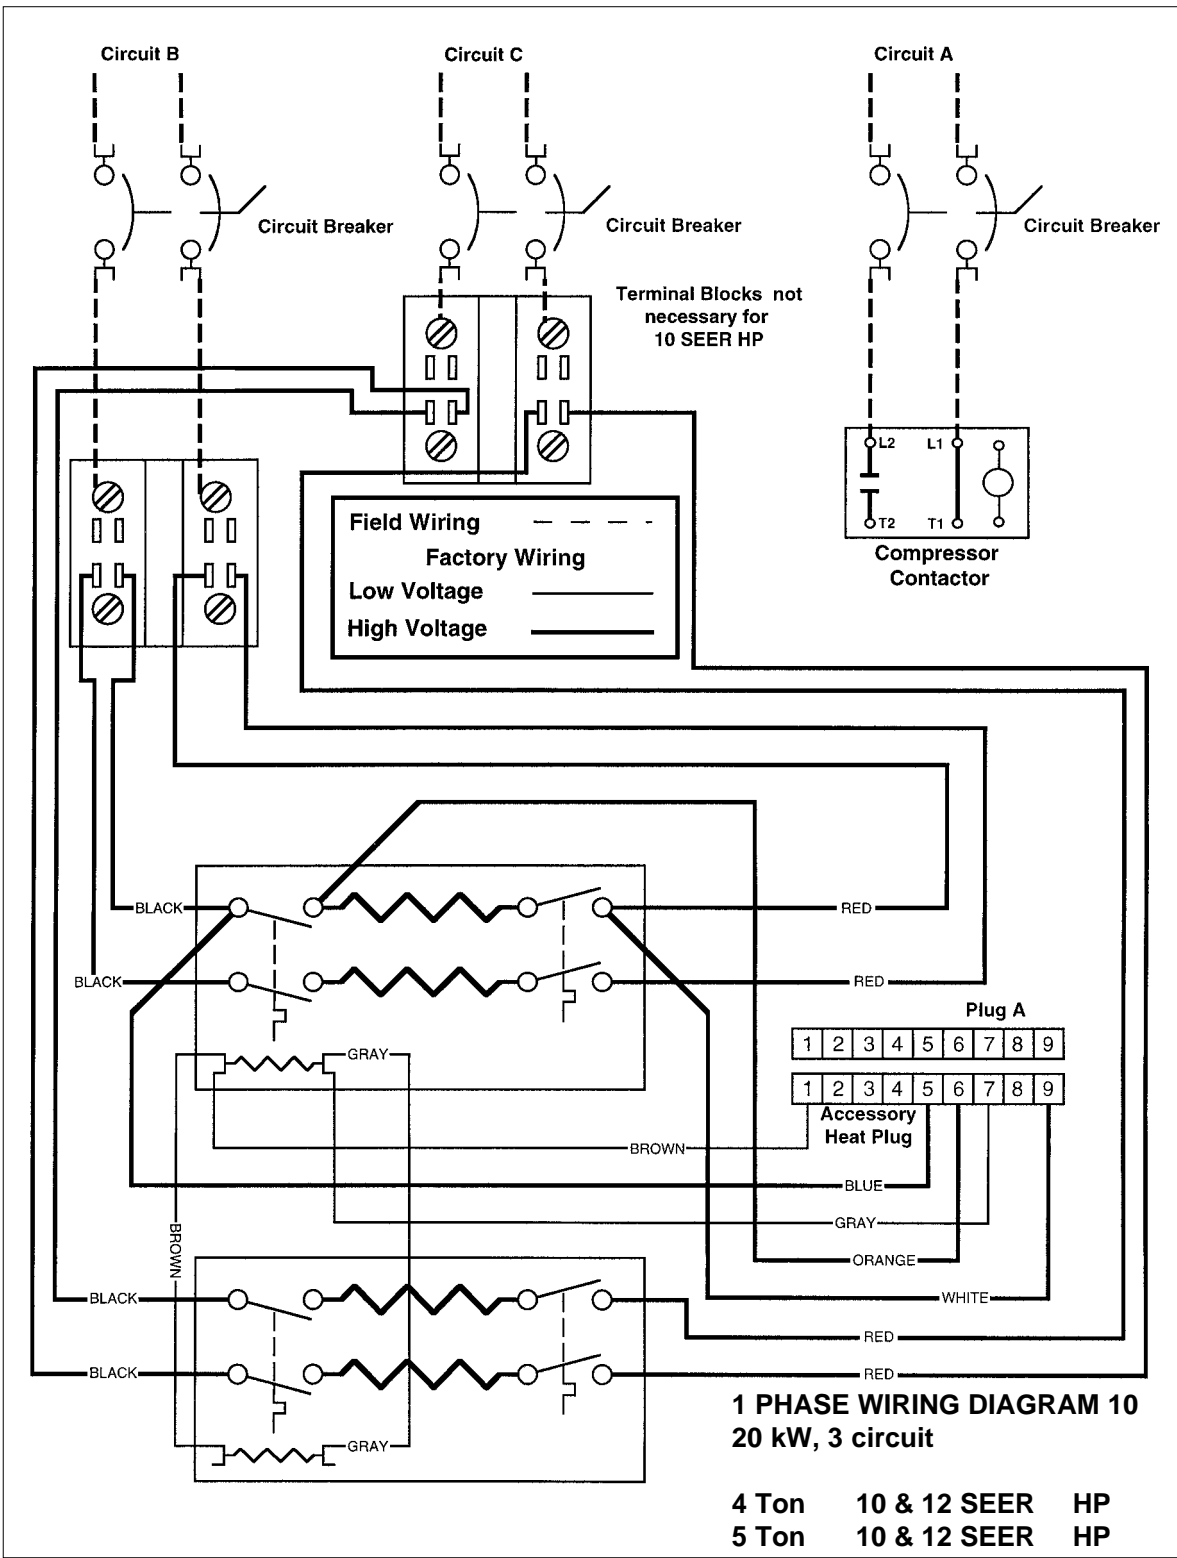 Circuit B
Circuit C
Circuit A
Circuit Breaker
Circuit Breaker
Circuit Breaker
Terminal Blocks not
necessary for
10 SEER HP
L2
L1
T2
T1
Compressor
Contactor
Field Wiring
Factory Wiring
Low Voltage
High Voltage
BLACK
RED
BLACK
RED
Plug A
1 2 3 4 5 6 7 8 9
1 2 3 4 5 6 7 8 9
Accessory
Heat Plug
GRAY
BROWN
BLUE
GRAY
BROWN
ORANGE
WHITE
BLACK
RED
BLACK
RED
GRAY
1 PHASE WIRING DIAGRAM 10
20 kW, 3 circuit
4 Ton 10 & 12 SEER HP
5 Ton 10 & 12 SEER HP